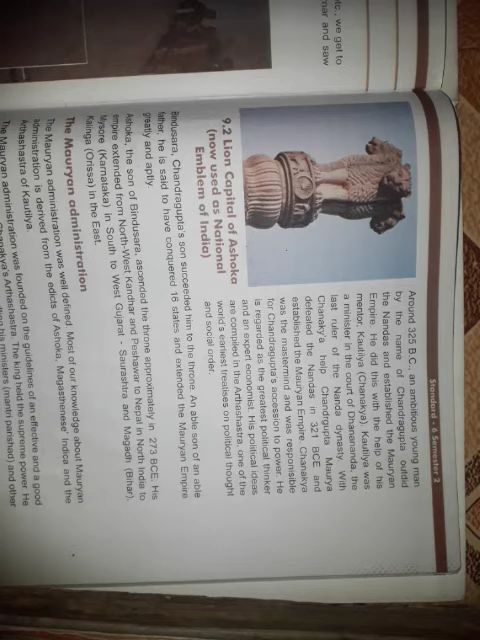 tc., we get to
mar and saw
Standard - 6 Semester 2
Around 325 B.C., an ambitious young man
by the name of Chandragupta outdid
the Nandas and established the Mauryan
Empire. He did this with the help of his
mentor, Kautilya (Chanakya). Kautilya was
a minister in the court of Dhanananda, the
last ruler of the Nanda dynasty. With
Chanaky's help, Chandrgupta Maurya
defeated the Nandas in 321 BCE and
established the Mauryan Empire. Chanakya
was the mastermind and was responsible
for Chandragupta's accession to power. He
is regarded as the greatest political thinker
and an expert economist. His political ideas
are compiled in the Arthashastra, one of the
world's earliest treatises on political thought
and social order.
9.2 Lion Capital of Ashoka
(now used as National
Emblem of India)
Bindusara, Chandragupta's son succeeded him to the throne. An able son of an able
father, he is said to have conquered 16 states and extended the Mauryan Empire
greatly and aptly.
Ashoka, the son of Bindusara, ascended the throne approximately in 273 BCE. His
empire extended from North-West Kandhar and Peshawar to Nepal in North India to
Mysore (Karnataka) in South to West Gujarat - Saurashtra and Magadh (Bihar),
Kalinga (Orissa) in the East.
The Mauryan administration
The Mauryan administration was well defined. Most of our knowledge about Mauryan
administration is derived from the edicts of Ashoka, Magasthenese' Indica and the
Arthashastra of Kautilya.
The Mauryan administration was founded on the guidelines of an effective and a good
Chanakya's Arthashastra. The king held the supreme power. He
his ministers (mantri parishad) and other